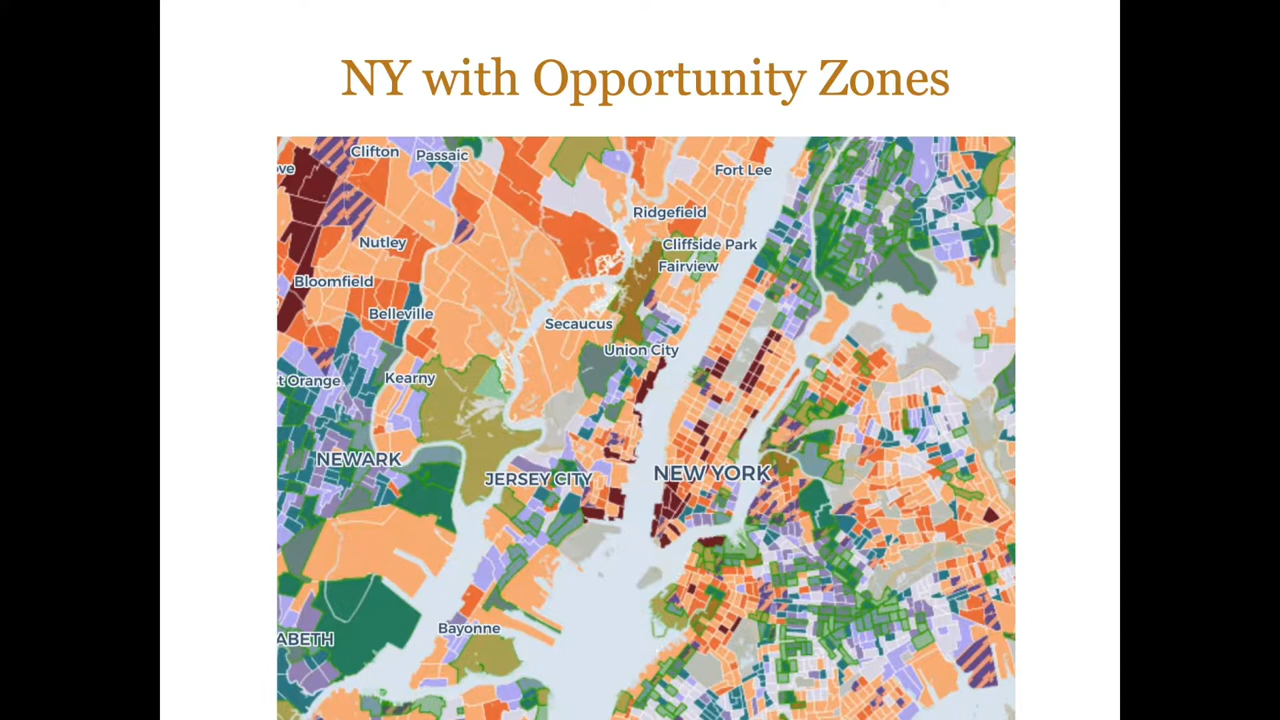 NY with Opportunity Zones
Clifton
Passaic
ve
Fort Lee
Ridgefield
Nutley
Cliffside Park
Fairview
Bloomfield
Belleville
Secaucus
Union City
t Orange
Kearny
NEWARK
JERSEY CITY
NEW YORK
Bayonne
ABETH